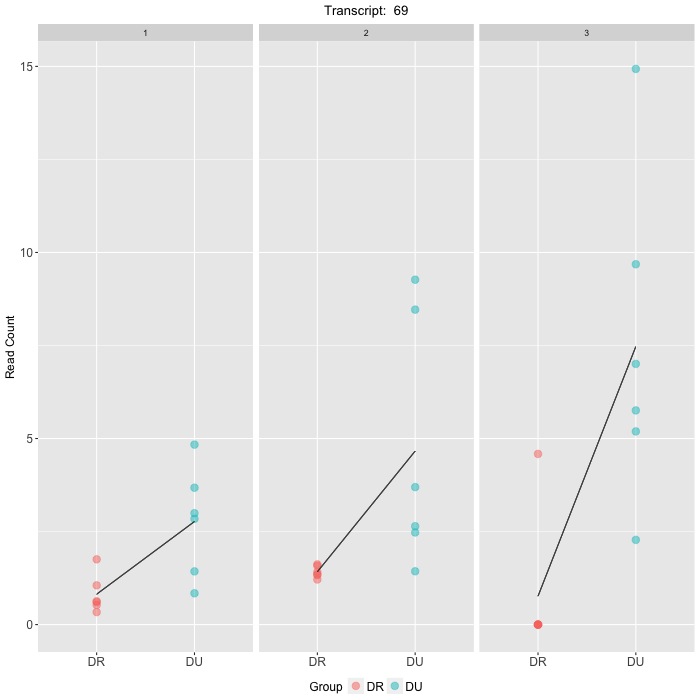 Transcript:  69
1 2 3
Read Count
15
10
5
0
DR DU DR DU DR DU
Group DR DU